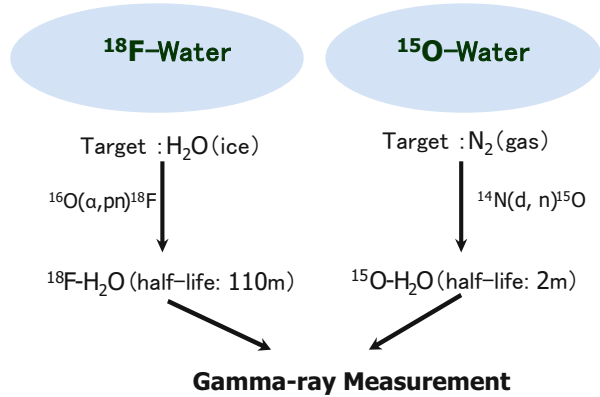 ¹⁸F–Water
¹⁵O–Water
Target : H₂O(ice)
Target : N₂(gas)
¹⁶O(α,pn)¹⁸F
¹⁴N(d, n)¹⁵O
¹⁸F-H₂O(half–life: 110m)
¹⁵O-H₂O(half–life: 2m)
Gamma-ray Measurement